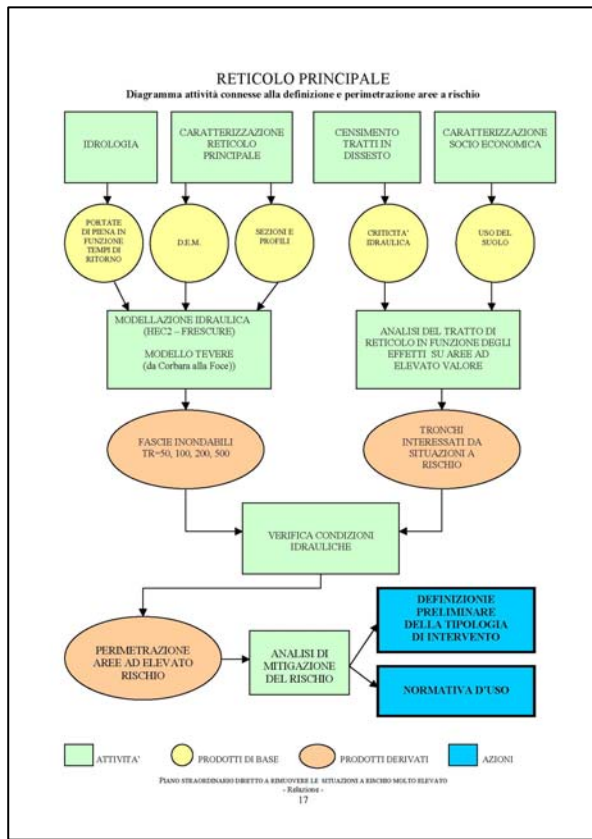 RETICOLO PRINCIPALE
Diagramma attività connesse alla definizione e perimetrazione aree a rischio
IDROLOGIA
CARATTERIZZAZIONE
RETICOLO
PRINCIPALE
CENSIMENTO
TRATTI IN
DISSESTO
CARATTERIZZAZIONE
SOCIO ECONOMICA
PORTATE
DI PIENA IN
FUNZIONE
TEMPI DI
RITORNO
D.E.M.
SEZIONI E
PROFILI
CRITICITA'
IDRAULICA
USO DEL
SUOLO
MODELLAZIONE IDRAULICA
(HEC2 – FRESCURE)
MODELLO TEVERE
(da Corbara alla Foce))
ANALISI DEL TRATTO DI
RETICOLO IN FUNZIONE DEGLI
EFFETTI SU AREE AD
ELEVATO VALORE
FASCIE INONDABILI
TR=50, 100, 200, 500
TRONCHI
INTERESSATI DA
SITUAZIONI A
RISCHIO
VERIFICA CONDIZIONI
IDRAULICHE
PERIMETRAZIONE
AREE AD ELEVATO
RISCHIO
ANALISI DI
MITIGAZIONE
DEL RISCHIO
DEFINIZIONIE
PRELIMINARE
DELLA TIPOLOGIA
DI INTERVENTO
NORMATIVA D'USO
ATTIVITA'
PRODOTTI DI BASE
PRODOTTI DERIVATI
AZIONI
PIANO STRAORDINARIO DIRETTO A RIMUOVERE LE SITUAZIONI A RISCHIO MOLTO ELEVATO
- Relazione -
17